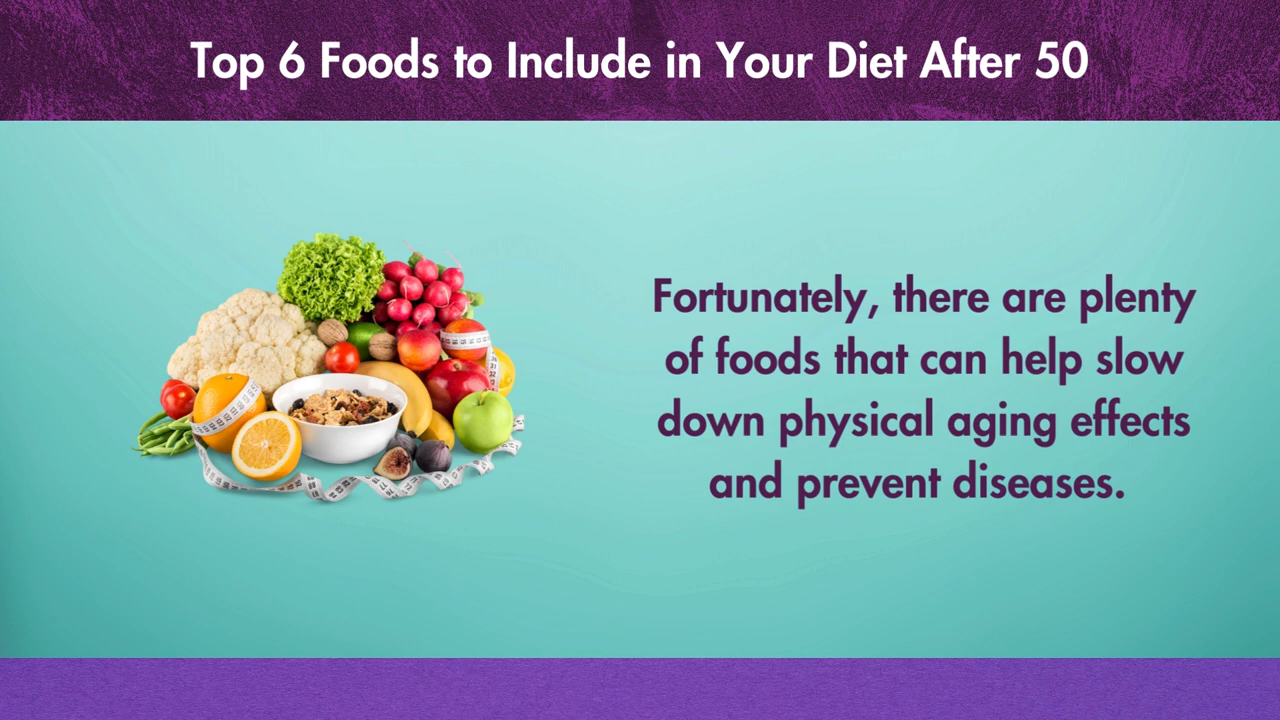 Top 6 Foods to Include in Your Diet After 50
Fortunately, there are plenty
of foods that can help slow
down physical aging effects
and prevent diseases.